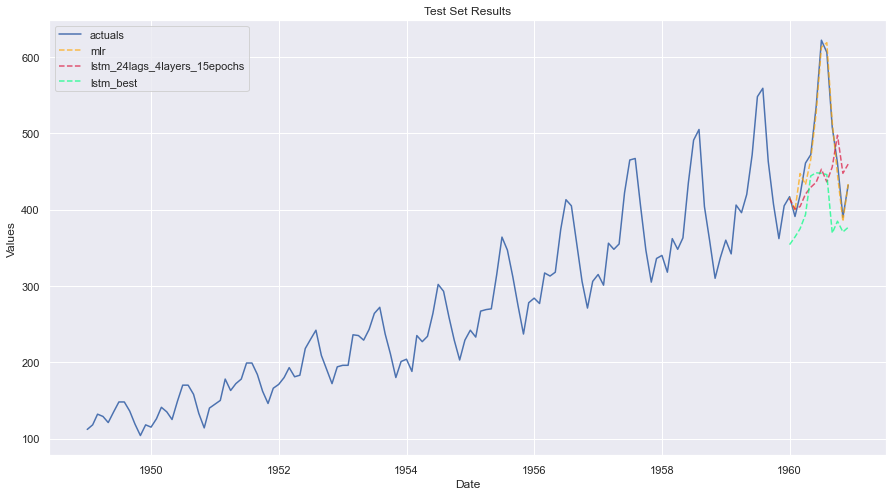 Test Set Results
actuals
mlr
lstm_24lags_4layers_15epochs
lstm_best
600
500
400
300
200
100
Values
1950
1952
1954
1956
1958
1960
Date